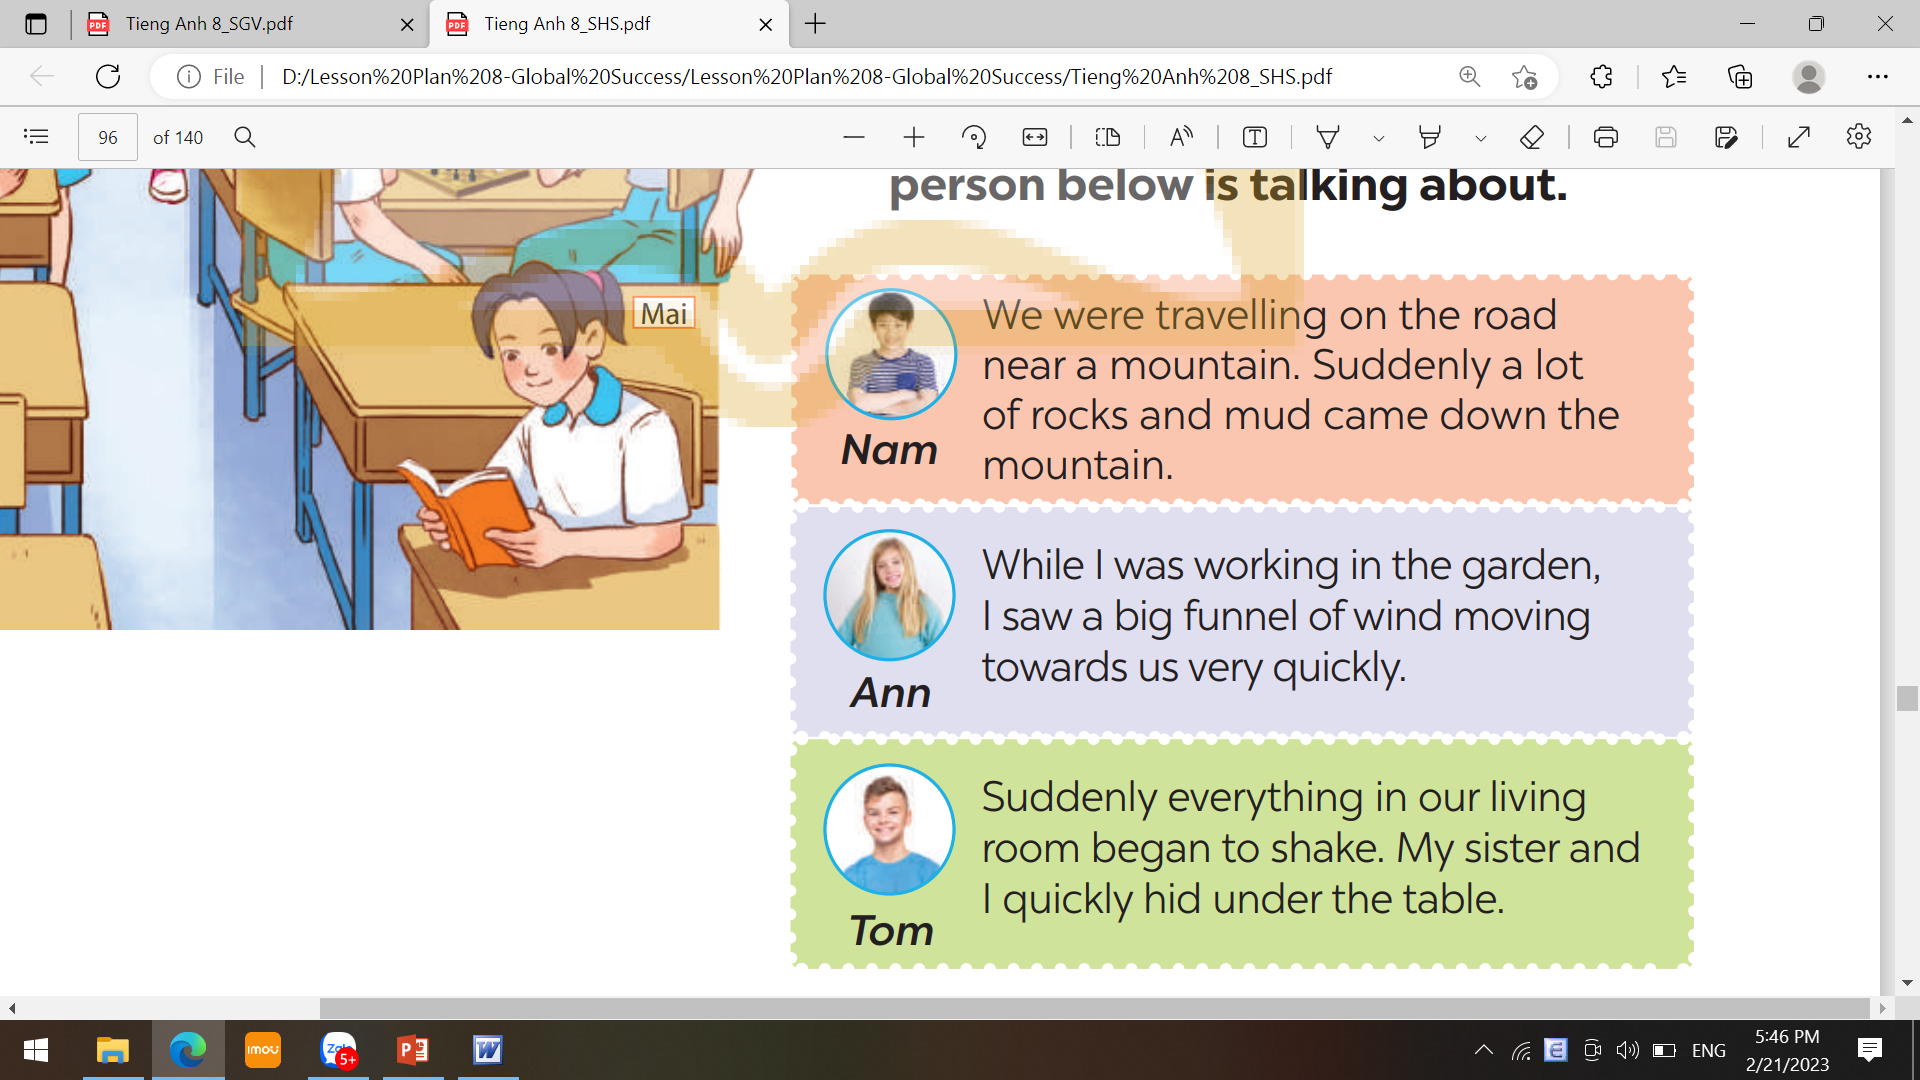 Tieng Anh 8_SGV.pdf
Tieng Anh 8_SHS.pdf
File
D:/Lesson%20Plan%208-Global%20Success/Lesson%20Plan%208-Global%20Success/Tieng%20Anh%208_SHS.pdf
96 of 140
person below is talking about.
Mai
We were travelling on the road
near a mountain. Suddenly a lot
of rocks and mud came down the
mountain.
Nam
While I was working in the garden,
I saw a big funnel of wind moving
towards us very quickly.
Ann
Suddenly everything in our living
room began to shake. My sister and
I quickly hid under the table.
Tom
imou
Zalo
5+
ENG
5:46 PM
2/21/2023